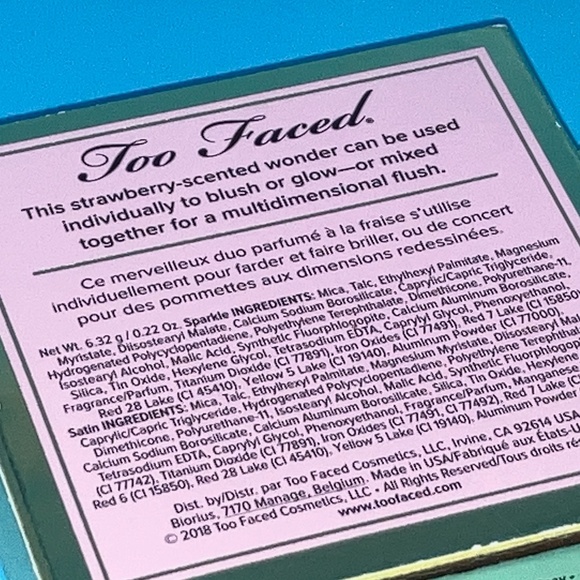 Too Faced®
This strawberry-scented wonder can be used
individually to blush or glow—or mixed
together for a multidimensional flush.
Ce merveilleux duo parfumé à la fraise s'utilise
individuellement pour farder et faire briller, ou de concert
pour des pommettes aux dimensions redessinées.
Net Wt. 6.32 g / 0.22 Oz. Sparkle INGREDIENTS: Mica, Talc, Ethylhexyl Palmitate, Magnesium
Myristate, Diisostearyl Malate, Calcium Sodium Borosilicate, Caprylic/Capric Triglyceride,
Hydrogenated Polycyclopentadiene, Polyethylene Terephthalate, Dimethicone, Polyurethane-11,
Isostearyl Alcohol, Malic Acid, Synthetic Fluorphlogopite, Calcium Aluminum Borosilicate,
Silica, Tin Oxide, Hexylene Glycol, Tetrasodium EDTA, Caprylyl Glycol, Phenoxyethanol,
Fragrance/Parfum, Titanium Dioxide (CI 77891), Iron Oxides (CI 77491), Red 7 Lake (CI 15850),
Red 28 Lake (CI 45410), Yellow 5 Lake (CI 19140), Aluminum Powder (CI 77000).
Satin INGREDIENTS: Mica, Talc, Ethylhexyl Palmitate, Magnesium Myristate, Diisostearyl
Caprylic/Capric Triglyceride, Hydrogenated Polycyclopentadiene, Polyethylene
Dimethicone, Polyurethane-11, Isostearyl Alcohol, Malic Acid, Synthetic
Calcium Sodium Borosilicate, Calcium Aluminum Borosilicate, Silica, Tin Oxide, Hexylene
Tetrasodium EDTA, Caprylyl Glycol, Phenoxyethanol, Fragrance/Parfum, Manganese
(CI 77742), Titanium Dioxide (CI 77891), Iron Oxides (CI 77491, CI 77492), Red 7 Lake
Red 6 (CI 15850), Red 28 Lake (CI 45410), Yellow 5 Lake (CI 19140), Aluminum Powder
Dist. by/Distr. par Too Faced Cosmetics, LLC, Irvine, CA 92614 USA
Biorius, 7170 Manage, Belgium. Made in USA/Fabriqué aux États-
© 2018 Too Faced Cosmetics, LLC • All Rights Reserved/Tous droits
www.toofaced.com